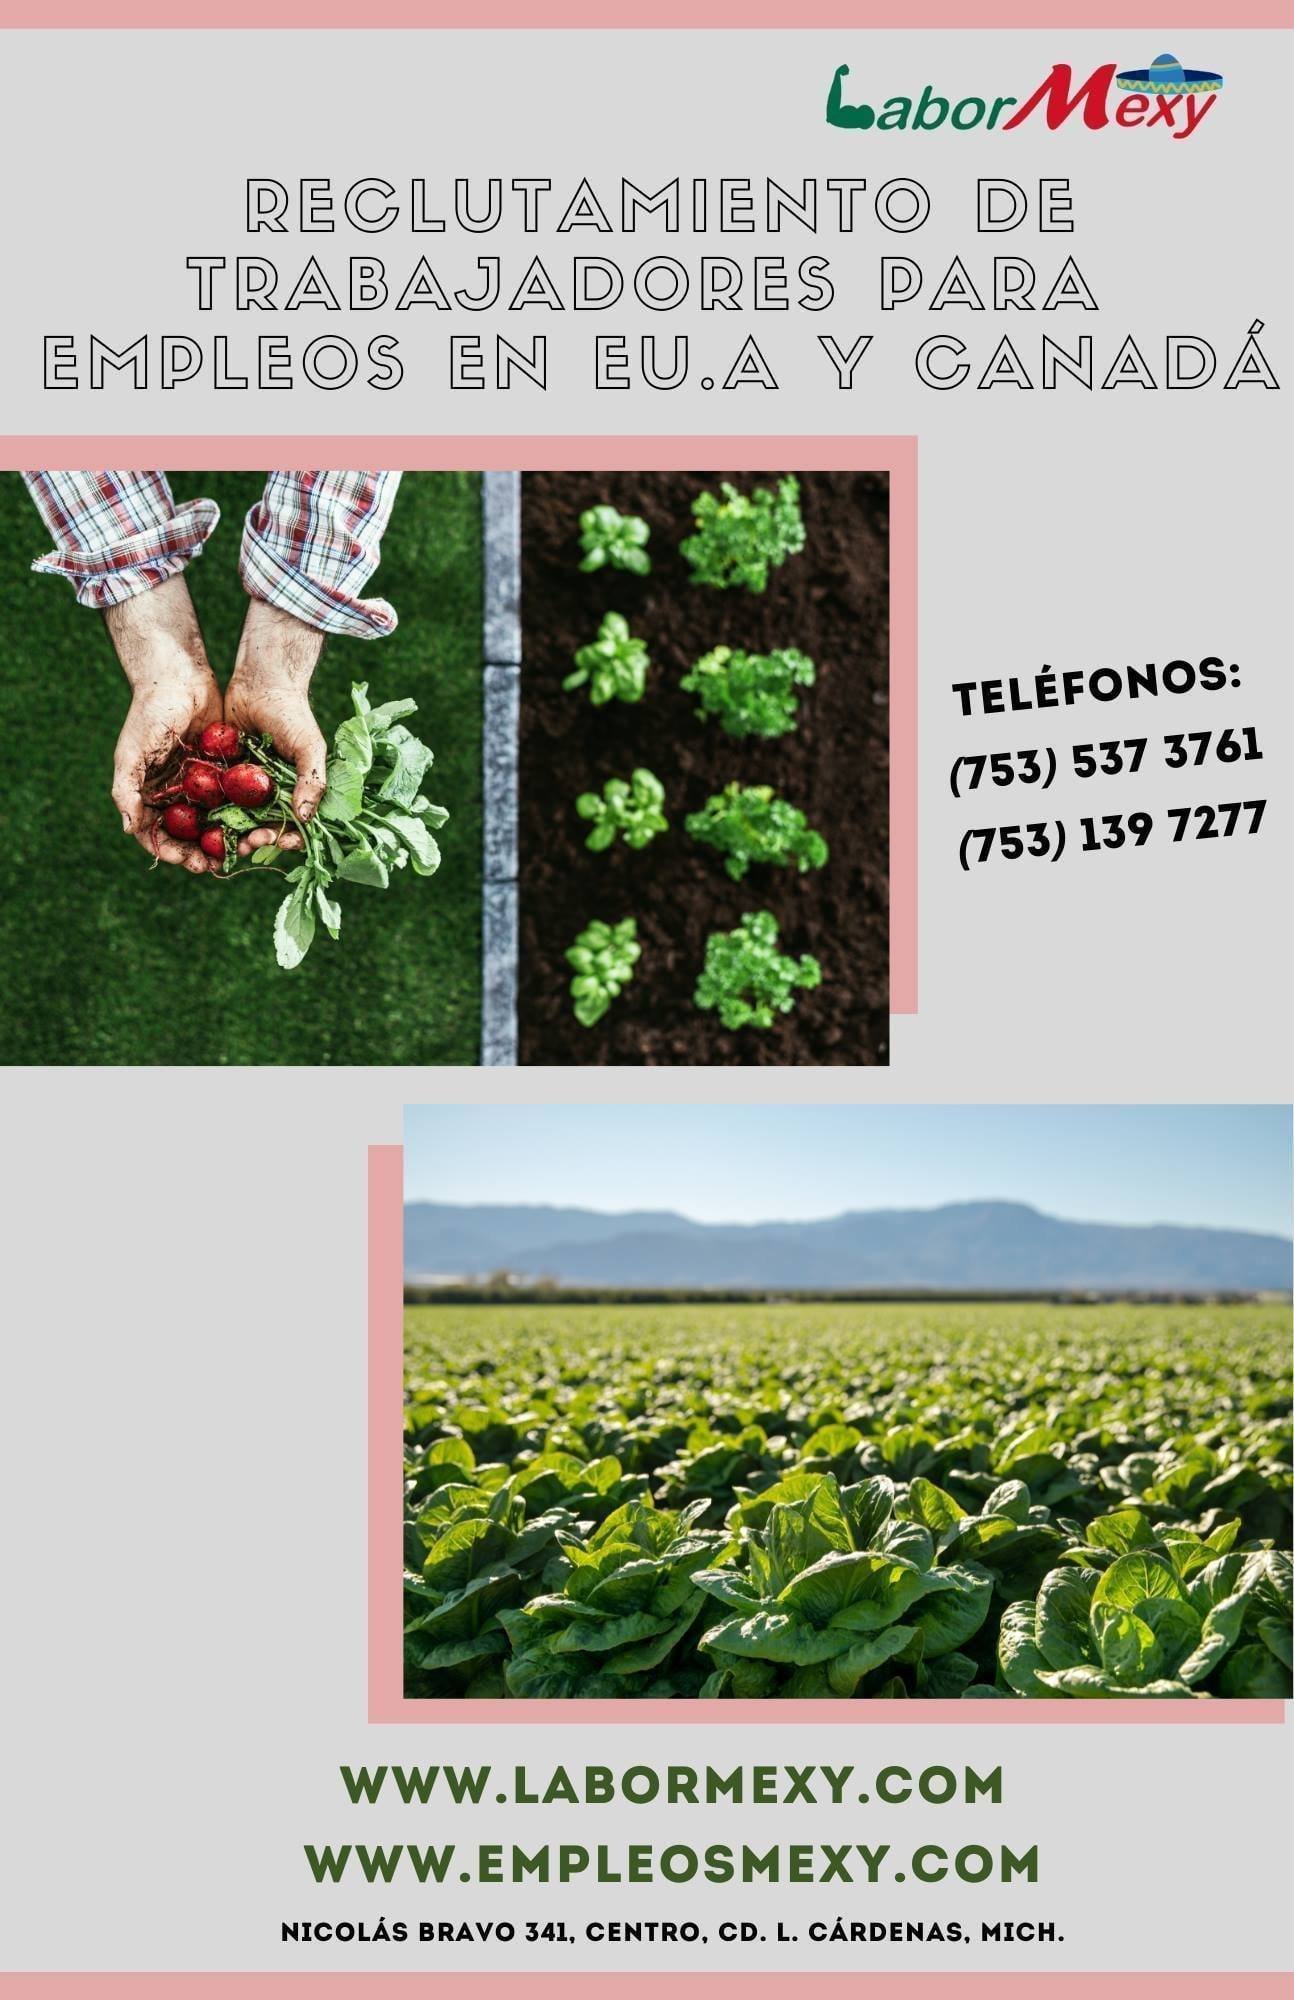 LaborMexy
RECLUTAMIENTO DE
TRABAJADORES PARA
EMPLEOS EN EU.A Y CANADÁ
TELÉFONOS:
(753) 537 3761
(753) 139 7277
WWW.LABORMEXY.COM
WWW.EMPLEOSMEXY.COM
NICOLÁS BRAVO 341, CENTRO, CD. L. CÁRDENAS, MICH.